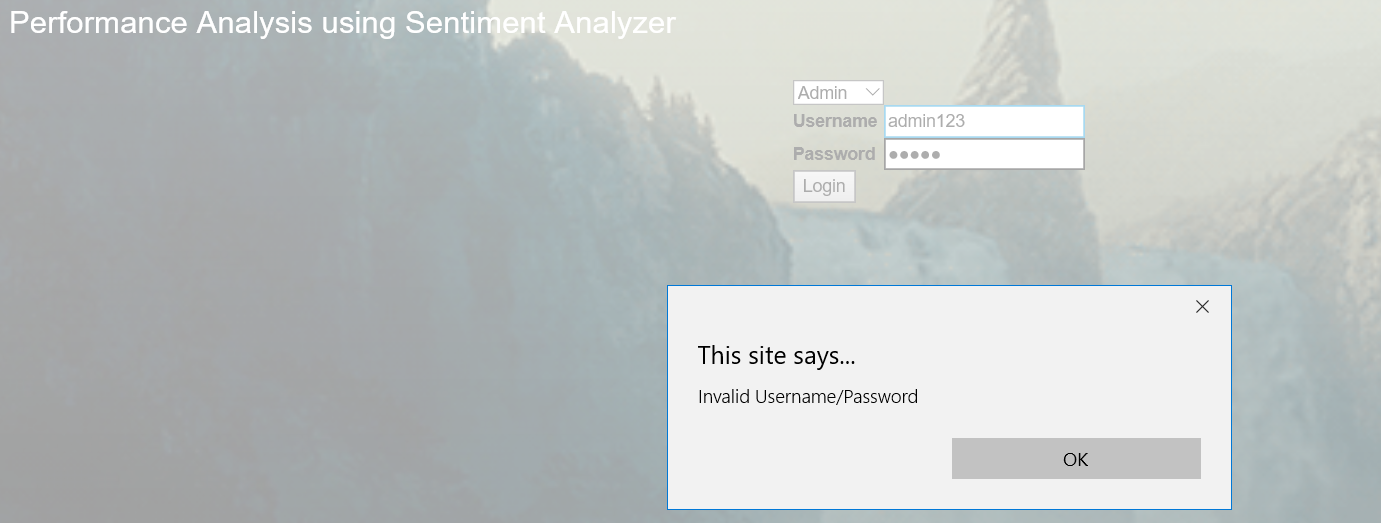 Performance Analysis using Sentiment Analyzer
Admin
Username admin123
Password
Login
This site says...
Invalid Username/Password
OK